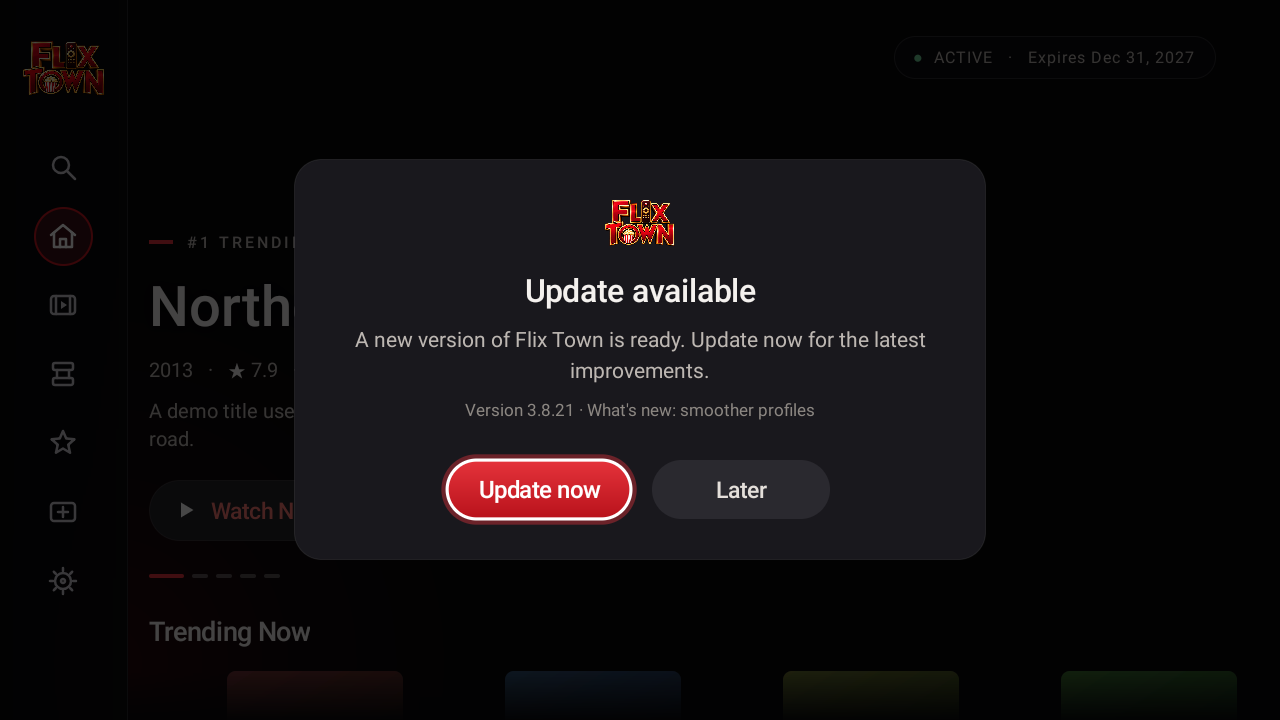 FLIX
TOWN
ACTIVE · Expires Dec 31, 2027
#1 TRENDI
North
2013 · ★ 7.9
A demo title use
road.
Watch N
Trending Now
FLIX
TOWN
Update available
A new version of Flix Town is ready. Update now for the latest
improvements.
Version 3.8.21 · What's new: smoother profiles
Update now
Later